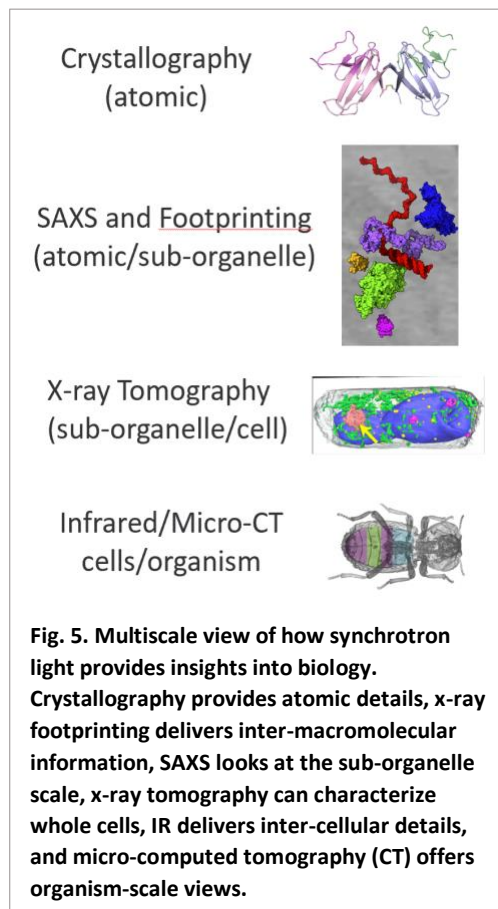 Crystallography
(atomic)
SAXS and Footprinting
(atomic/sub-organelle)
X-ray Tomography
(sub-organelle/cell)
Infrared/Micro-CT
cells/organism
Fig. 5. Multiscale view of how synchrotron
light provides insights into biology.
Crystallography provides atomic details, x-ray
footprinting delivers inter-macromolecular
information, SAXS looks at the sub-organelle
scale, x-ray tomography can characterize
whole cells, IR delivers inter-cellular details,
and micro-computed tomography (CT) offers
organism-scale views.